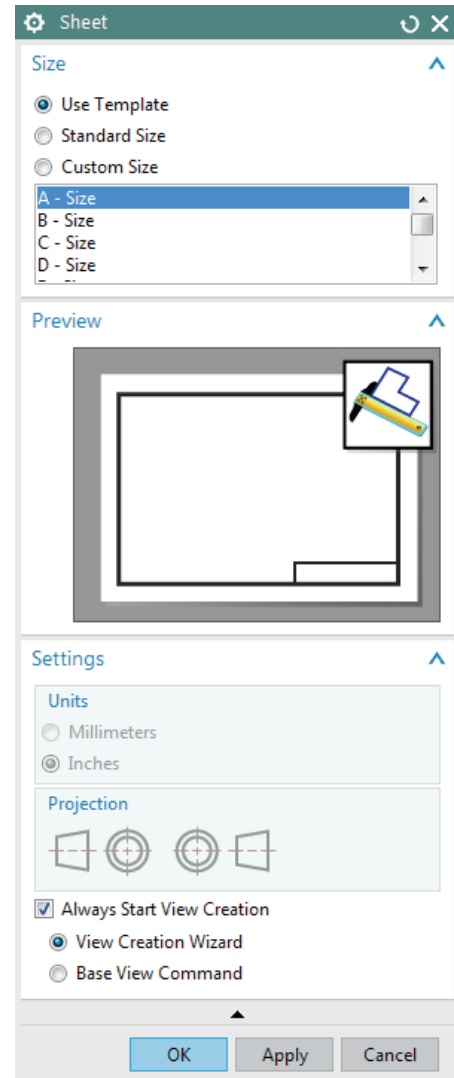 Sheet
Size
Use Template
Standard Size
Custom Size
A - Size
B - Size
C - Size
D - Size
Preview
Settings
Units
Millimeters
Inches
Projection
Always Start View Creation
View Creation Wizard
Base View Command
OK Apply Cancel